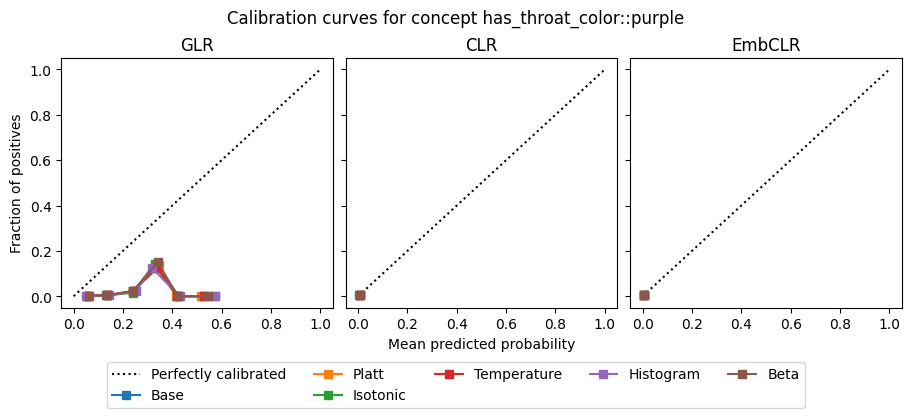 Calibration curves for concept has_throat_color::purple
GLR
CLR
EmbCLR
Fraction of positives
1.0
0.8
0.6
0.4
0.2
0.0
0.0 0.2 0.4 0.6 0.8 1.0
0.0 0.2 0.4 0.6 0.8 1.0
0.0 0.2 0.4 0.6 0.8 1.0
Mean predicted probability
Perfectly calibrated Platt Temperature Histogram Beta
Base Isotonic